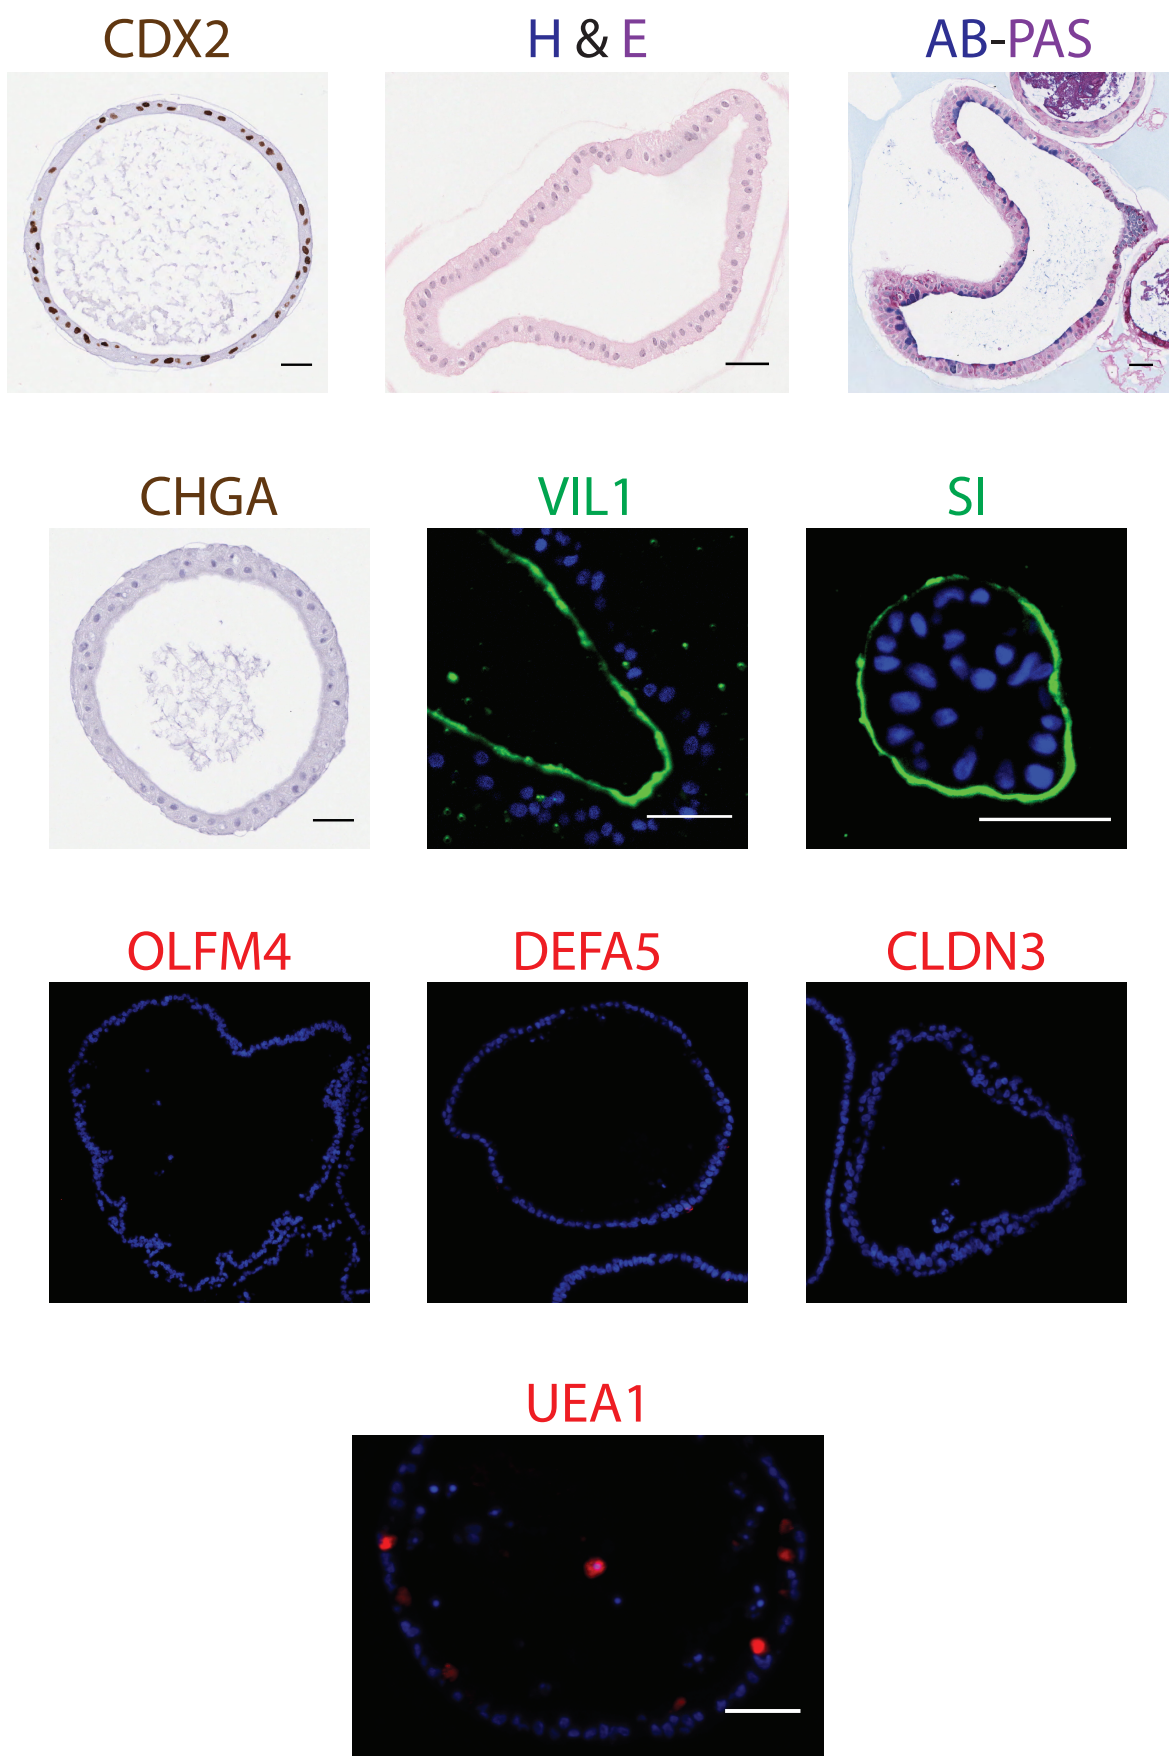 CDX2
H & E
AB-PAS
CHGA
VIL1
SI
OLFM4
DEFA5
CLDN3
UEA1